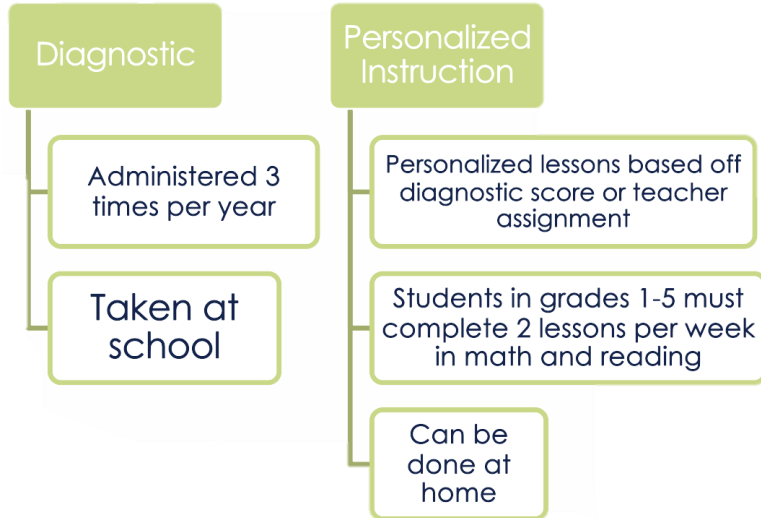 Diagnostic
Administered 3
times per year
Taken at
school
Personalized
Instruction
Personalized lessons based off
diagnostic score or teacher
assignment
Students in grades 1-5 must
complete 2 lessons per week
in math and reading
Can be
done at
home